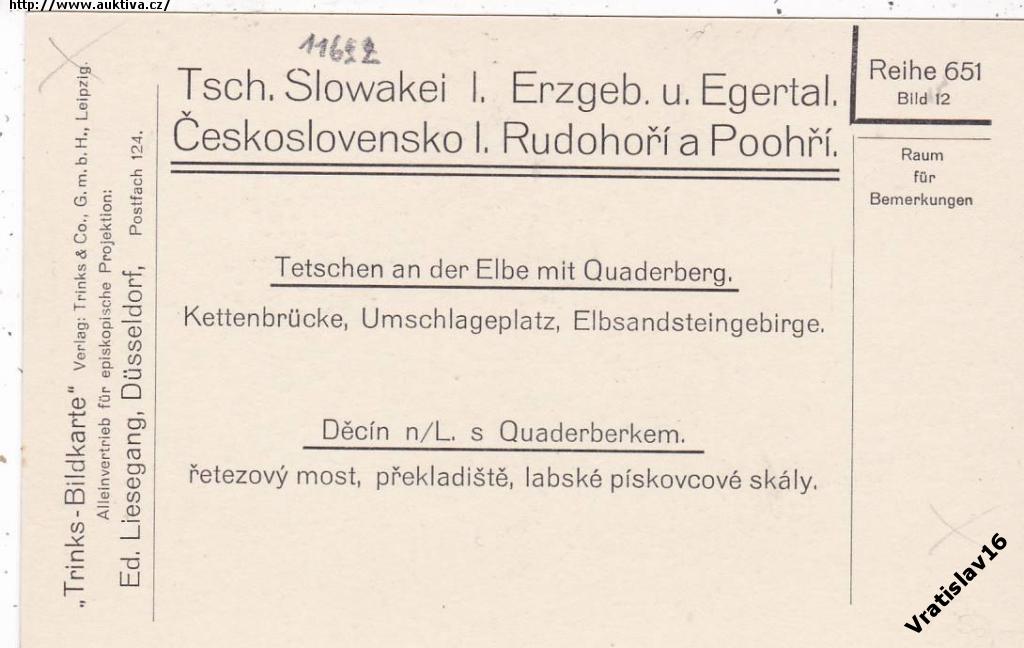 http://www.auktiva.cz/
11652
Tsch. Slowakei I. Erzgeb. u. Egertal.
Československo I. Rudohoří a Poohří.
Reihe 651
Bild 12
Raum
für
Bemerkungen
Tetschen an der Elbe mit Quaderberg.
Kettenbrücke, Umschlageplatz, Elbsandsteingebirge.
Děcín n/L. s Quaderberkem.
řetezový most, překladiště, labské pískovcové skály.
„Trinks-Bildkarte“ Verlag: Trinks & Co., G. m. b. H., Leipzig.
Alleinvertrieb für episkopische Projektion:
Ed. Liesegang, Düsseldorf, Postfach 124.
Vratislav16